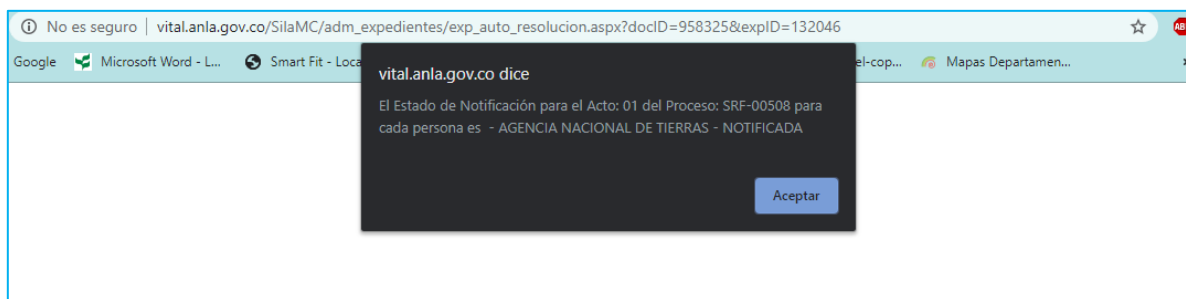 No es seguro | vital.anla.gov.co/SilaMC/adm_expedientes/exp_auto_resolucion.aspx?docID=958325&expID=132046
Google Microsoft Word - L... Smart Fit - Loca el-cop... Mapas Departamen...
vital.anla.gov.co dice
El Estado de Notificación para el Acto: 01 del Proceso: SRF-00508 para
cada persona es - AGENCIA NACIONAL DE TIERRAS - NOTIFICADA
Aceptar